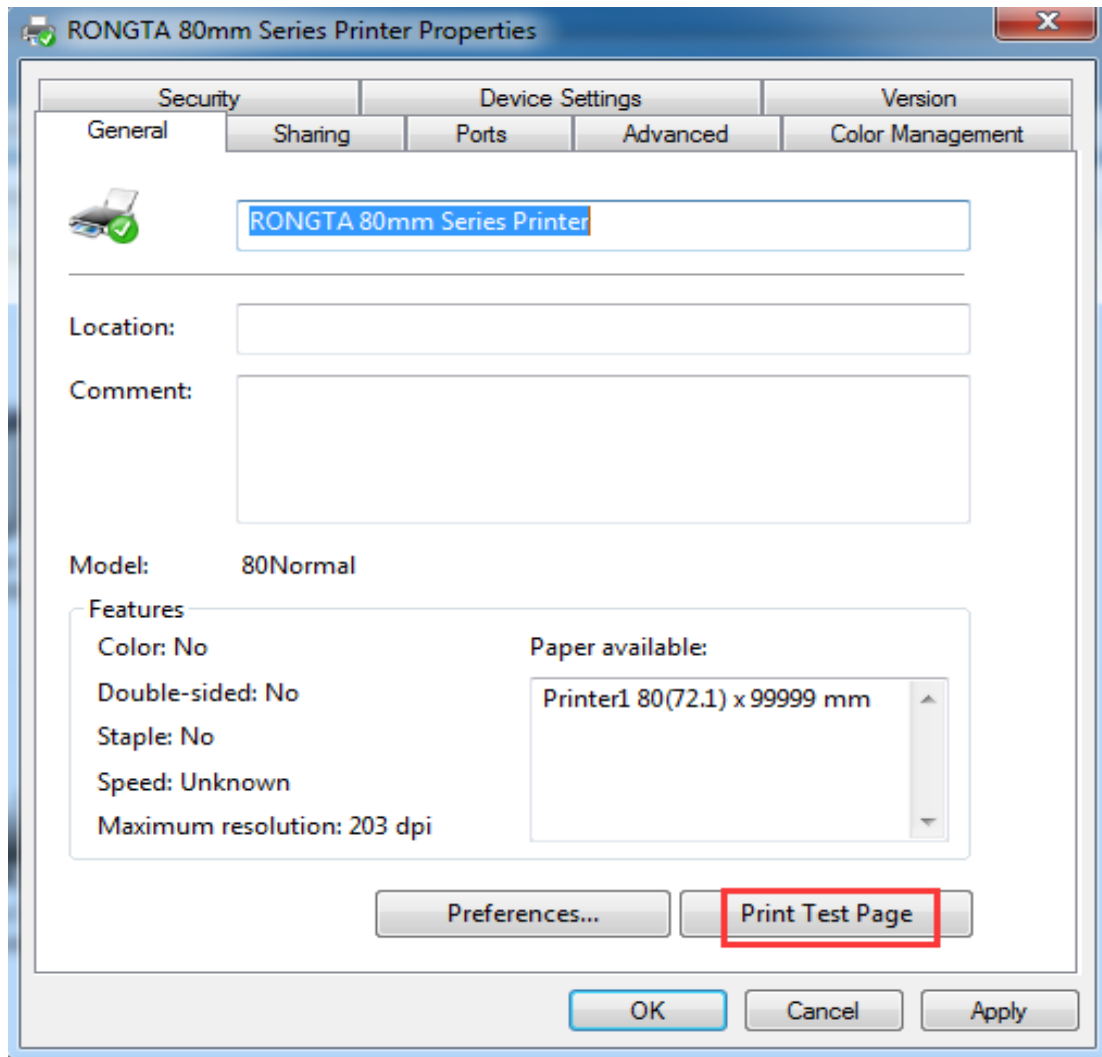 RONGTA 80mm Series Printer Properties
x
Security Device Settings Version
General Sharing Ports Advanced Color Management
RONGTA 80mm Series Printer
Location:
Comment:
Model: 80Normal
Features
Color: No Paper available:
Double-sided: No Printer1 80(72.1) x 99999 mm
Staple: No
Speed: Unknown
Maximum resolution: 203 dpi
Preferences... Print Test Page
OK Cancel Apply